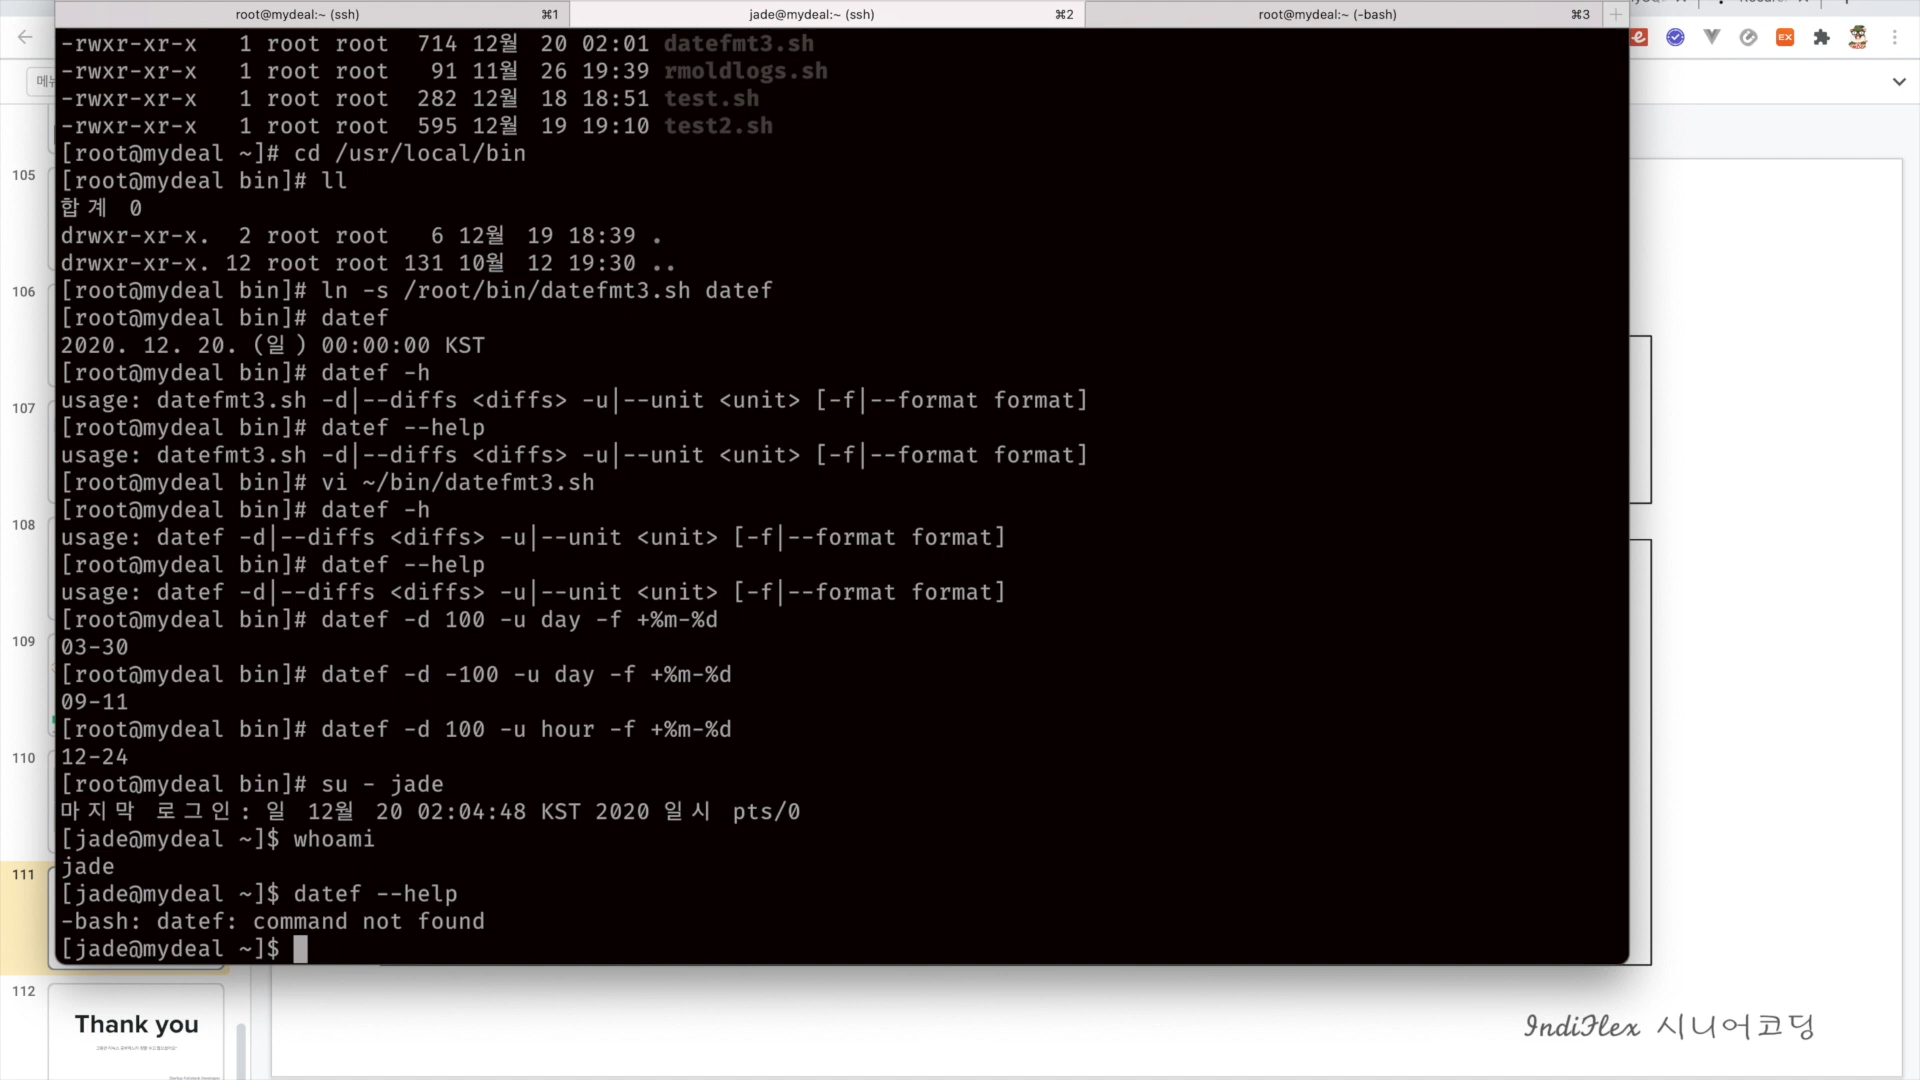 root@mydeal:~ (ssh) ⌘1
jade@mydeal:~ (ssh) ⌘2
root@mydeal:~ (-bash) ⌘3
-rwxr-xr-x 1 root root 714 12월 20 02:01 datefmt3.sh
-rwxr-xr-x 1 root root 91 11월 26 19:39 rmoldlogs.sh
-rwxr-xr-x 1 root root 282 12월 18 18:51 test.sh
-rwxr-xr-x 1 root root 595 12월 19 19:10 test2.sh
[root@mydeal ~]# cd /usr/local/bin
[root@mydeal bin]# ll
합계 0
drwxr-xr-x. 2 root root 6 12월 19 18:39 .
drwxr-xr-x. 12 root root 131 10월 12 19:30 ..
[root@mydeal bin]# ln -s /root/bin/datefmt3.sh datef
[root@mydeal bin]# datef
2020. 12. 20. (일) 00:00:00 KST
[root@mydeal bin]# datef -h
usage: datefmt3.sh -d|--diffs <diffs> -u|--unit <unit> [-f|--format format]
[root@mydeal bin]# datef --help
usage: datefmt3.sh -d|--diffs <diffs> -u|--unit <unit> [-f|--format format]
[root@mydeal bin]# vi ~/bin/datefmt3.sh
[root@mydeal bin]# datef -h
usage: datef -d|--diffs <diffs> -u|--unit <unit> [-f|--format format]
[root@mydeal bin]# datef --help
usage: datef -d|--diffs <diffs> -u|--unit <unit> [-f|--format format]
[root@mydeal bin]# datef -d 100 -u day -f +%m-%d
03-30
[root@mydeal bin]# datef -d -100 -u day -f +%m-%d
09-11
[root@mydeal bin]# datef -d 100 -u hour -f +%m-%d
12-24
[root@mydeal bin]# su - jade
마지막 로그인: 일 12월 20 02:04:48 KST 2020 일시 pts/0
[jade@mydeal ~]$ whoami
jade
[jade@mydeal ~]$ datef --help
-bash: datef: command not found
[jade@mydeal ~]$
EX
105
106
107
108
109
110
111
112
Thank you
IndiFlex 시니어코딩